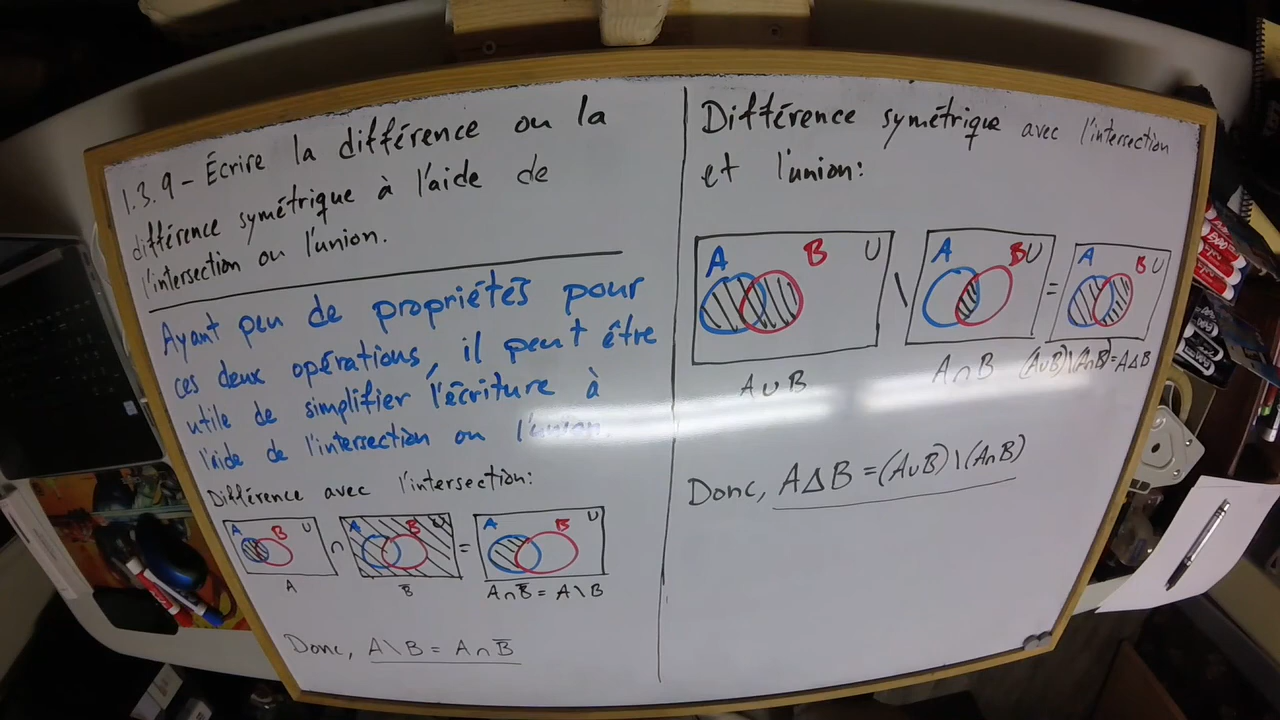 1.3.9 - Écrire la différence ou la
différence symétrique à l'aide de
l'intersection ou l'union.
Ayant peu de propriétés pour
ces deux opérations, il peut être
utile de simplifier l'écriture à
l'aide de l'intersection ou l'union.
Différence avec l'intersection:
A B U ∩ A B U = A B U
A B̅ A∩B̅ = A\B
Donc, A\B = A∩B̅
Différence symétrique avec l'intersection
et l'union:
A B U \ A B U = A B U
A∪B A∩B (A∪B)\(A∩B)=A∆B
Donc, A∆B =(A∪B)\(A∩B)